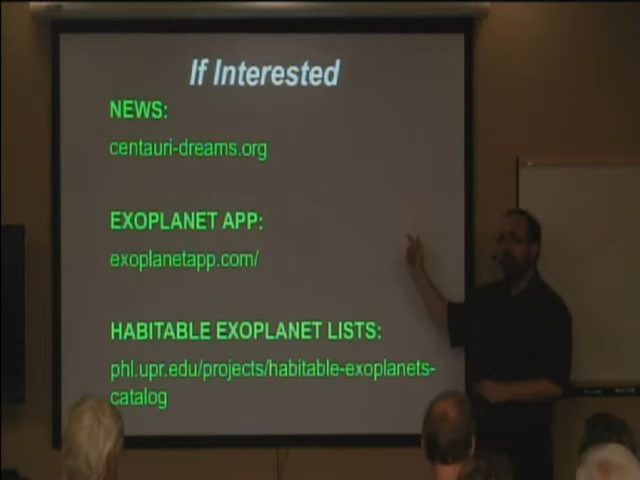 If Interested
NEWS:
centauri-dreams.org
EXOPLANET APP:
exoplanetapp.com/
HABITABLE EXOPLANET LISTS:
phl.upr.edu/projects/habitable-exoplanets-
catalog